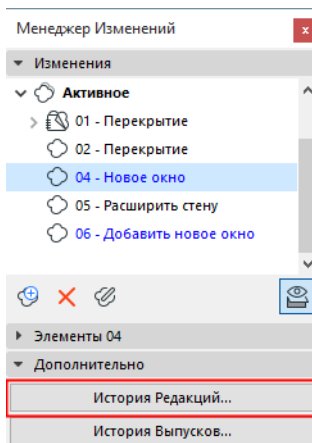 Менеджер Изменений
Изменения
Активное
01 - Перекрытие
02 - Перекрытие
04 - Новое окно
05 - Расширить стену
06 - Добавить новое окно
Элементы 04
Дополнительно
История Редакций...
История Выпусков...